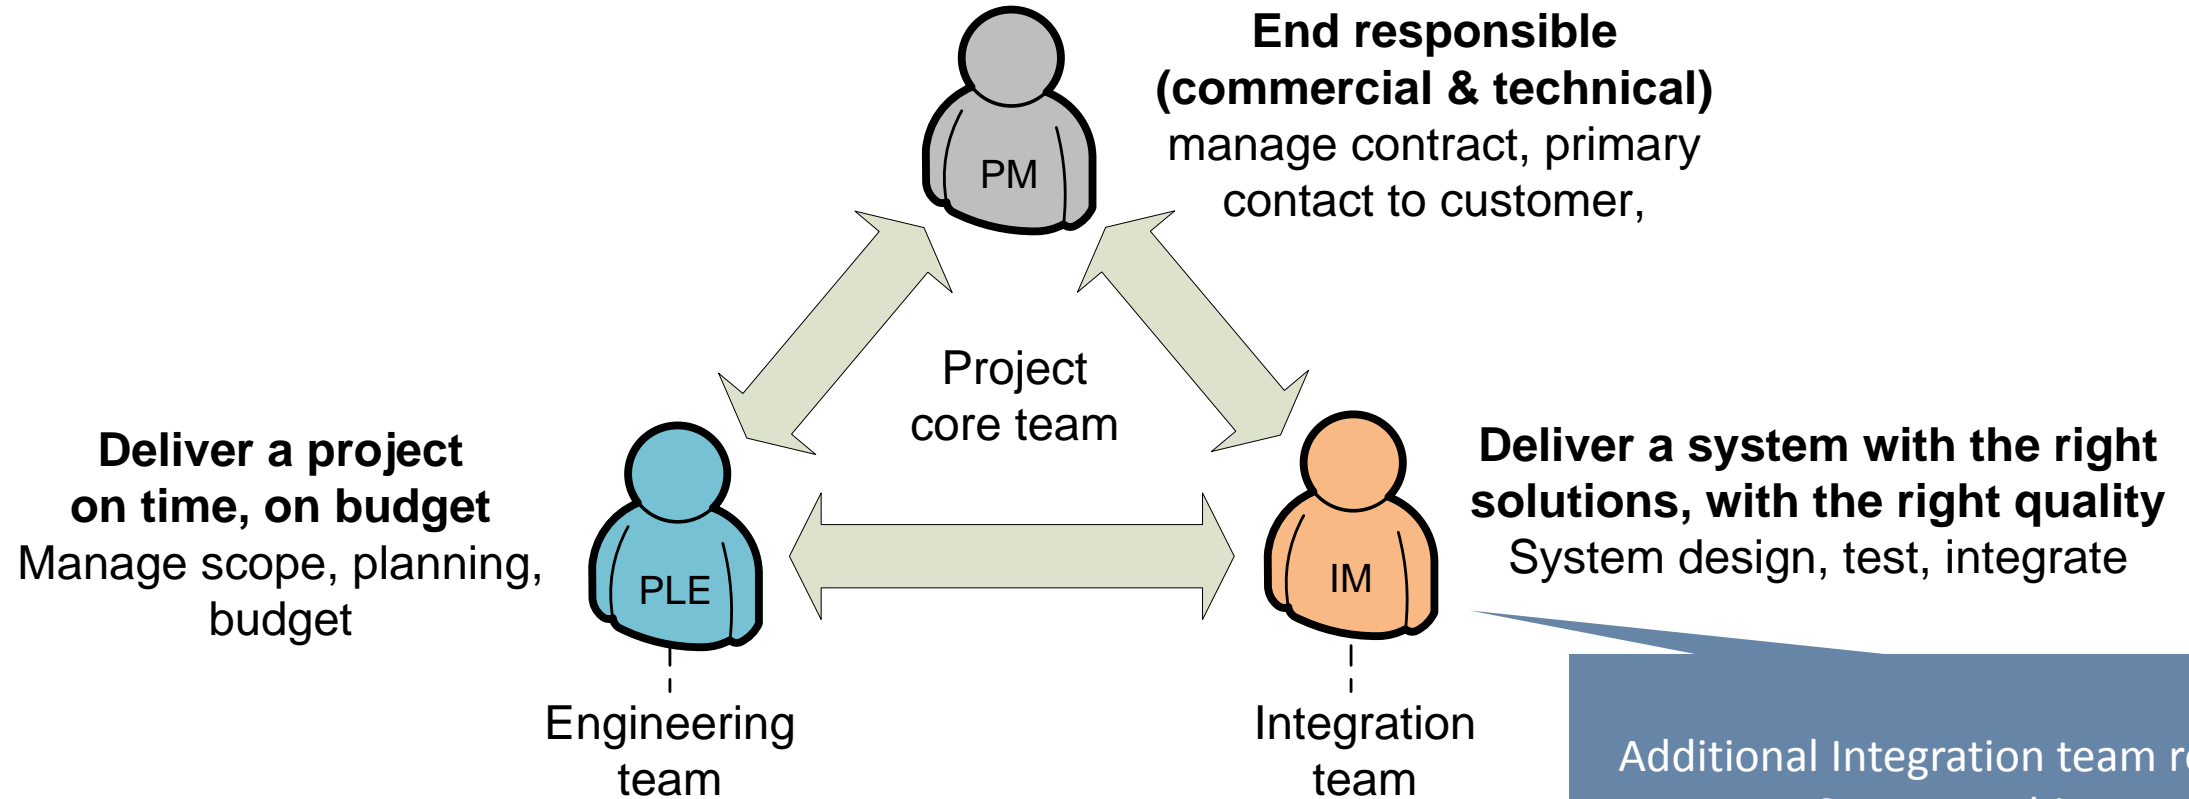 End responsible
(commercial & technical)
manage contract, primary
contact to customer,
PM
Project
core team
Deliver a project
on time, on budget
Manage scope, planning,
budget
PLE
IM
Deliver a system with the right
solutions, with the right quality
System design, test, integrate
Engineering
team
Integration
team
Additional Integration team